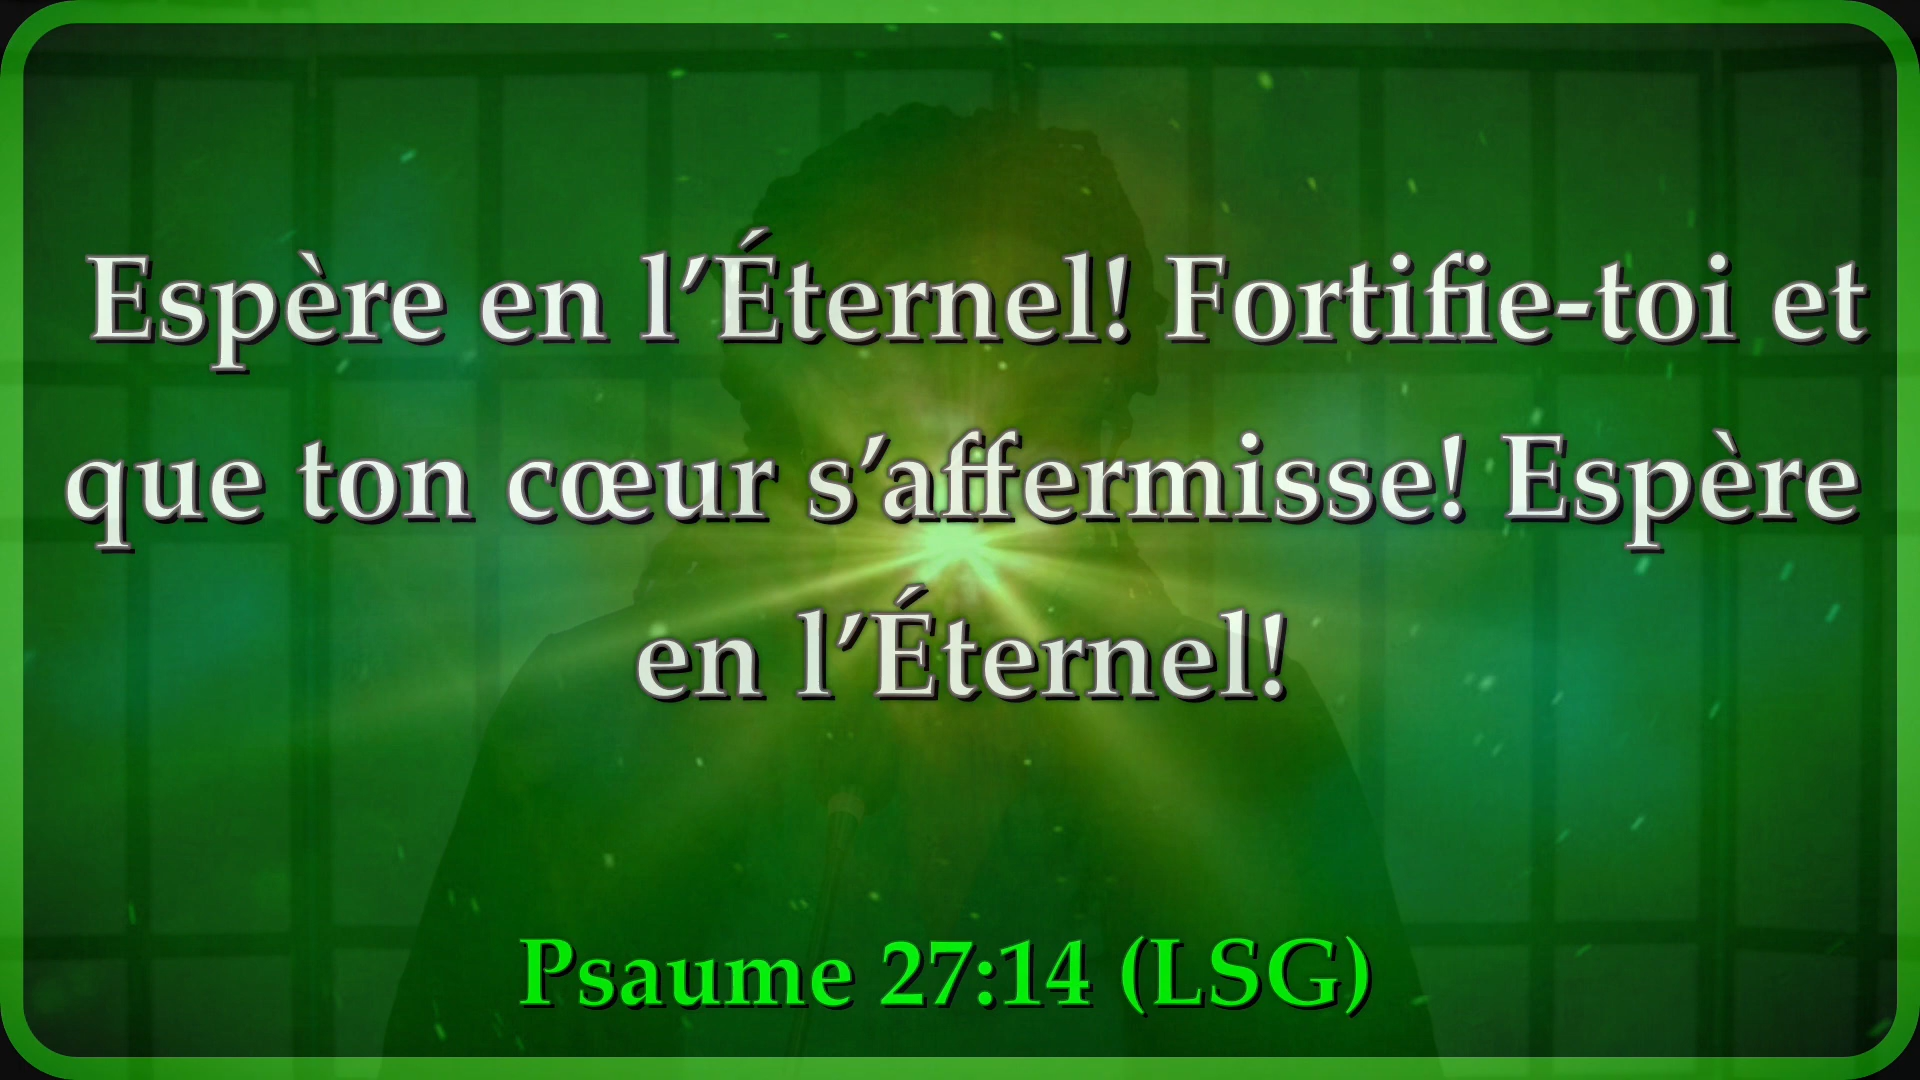 Espère en l’Éternel! Fortifie-toi et
que ton cœur s’affermisse! Espère
en l’Éternel!
Psaume 27:14 (LSG)